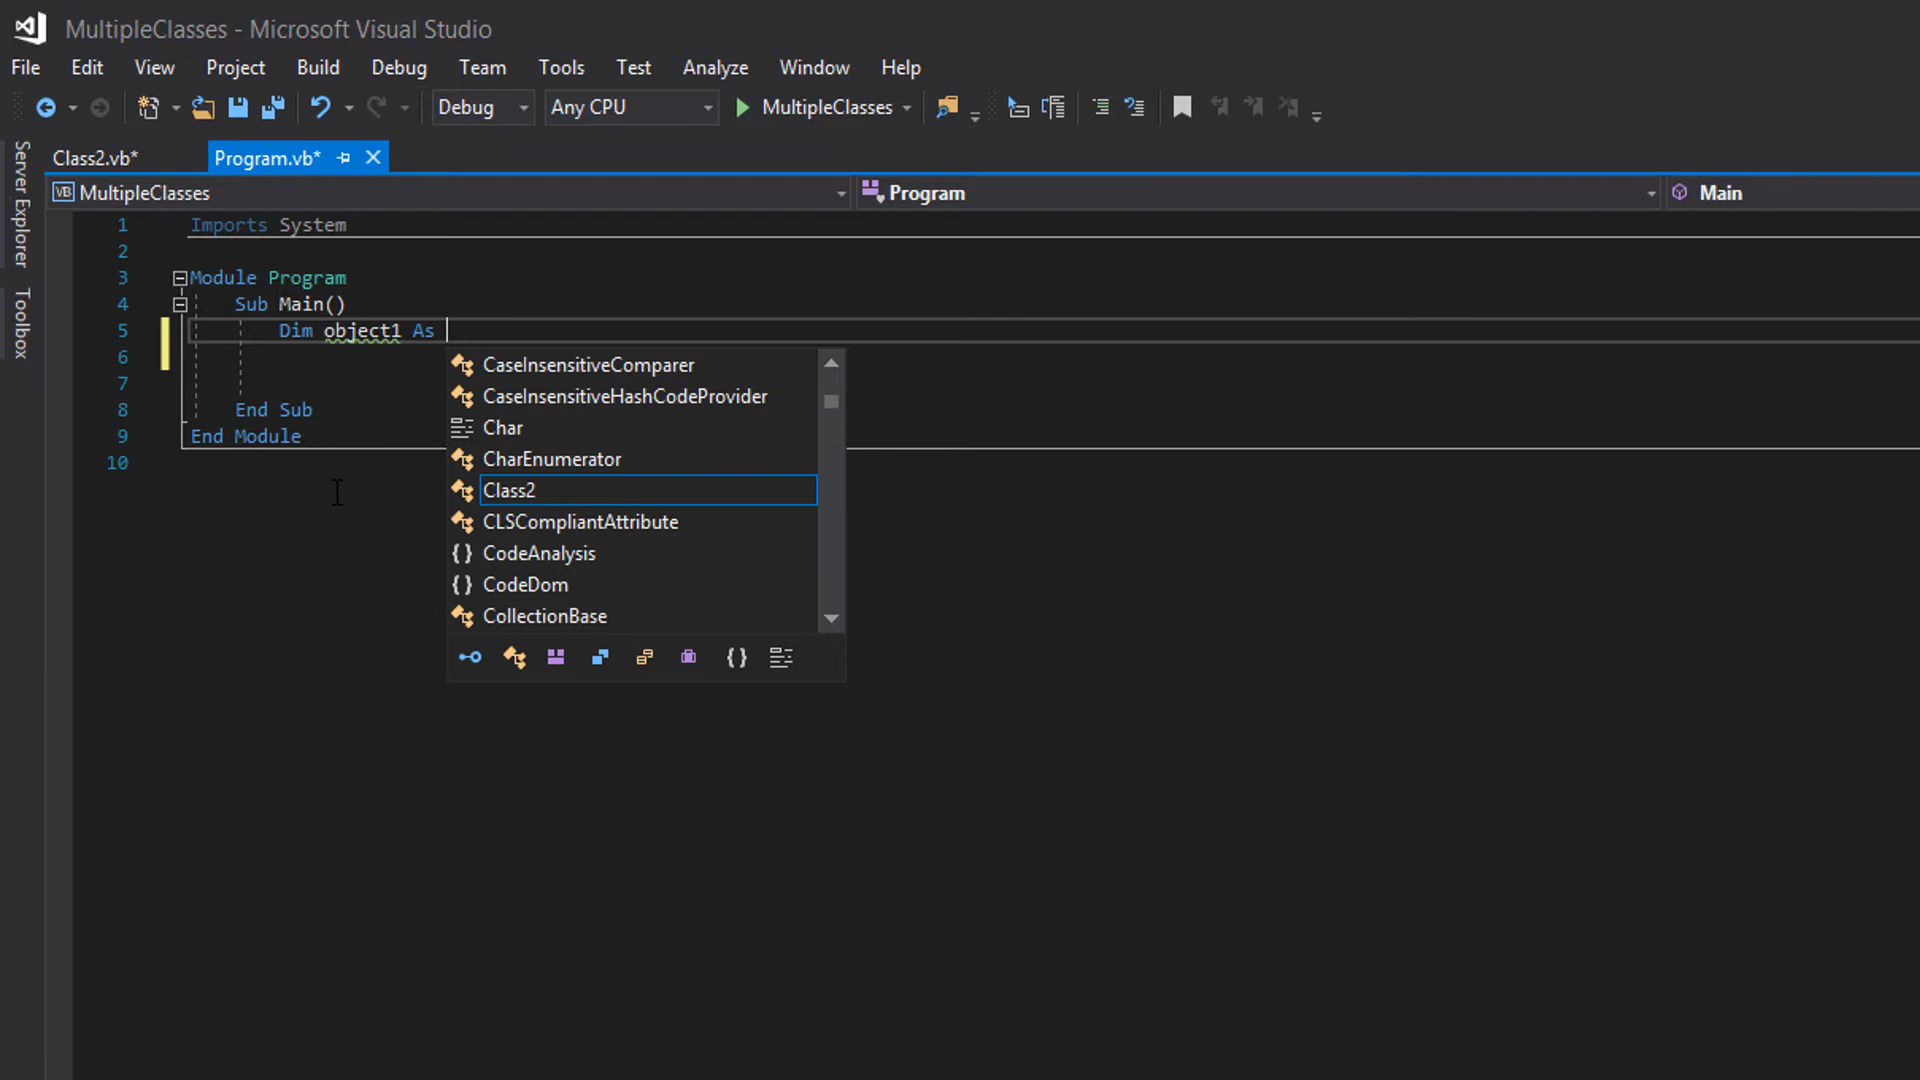 MultipleClasses - Microsoft Visual Studio
File Edit View Project Build Debug Team Tools Test Analyze Window Help
Debug Any CPU MultipleClasses
Class2.vb* Program.vb*
Server Explorer
Toolbox
VB MultipleClasses Program Main
1 Imports System
2
3 Module Program
4 Sub Main()
5 Dim object1 As
6
7
8 End Sub
9 End Module
10
CaseInsensitiveComparer
CaseInsensitiveHashCodeProvider
Char
CharEnumerator
Class2
CLSCompliantAttribute
{ } CodeAnalysis
{ } CodeDom
CollectionBase
{ }